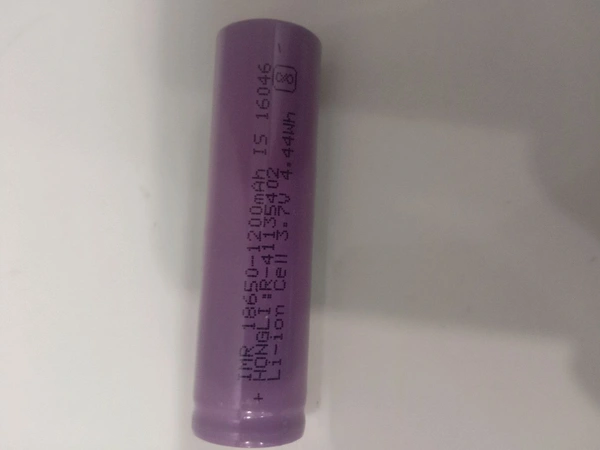 IMR 18650-1200mAh IS 16046
+ HONGLI:R-41135402
Li-ion Cell 3.7V 4.44Wh